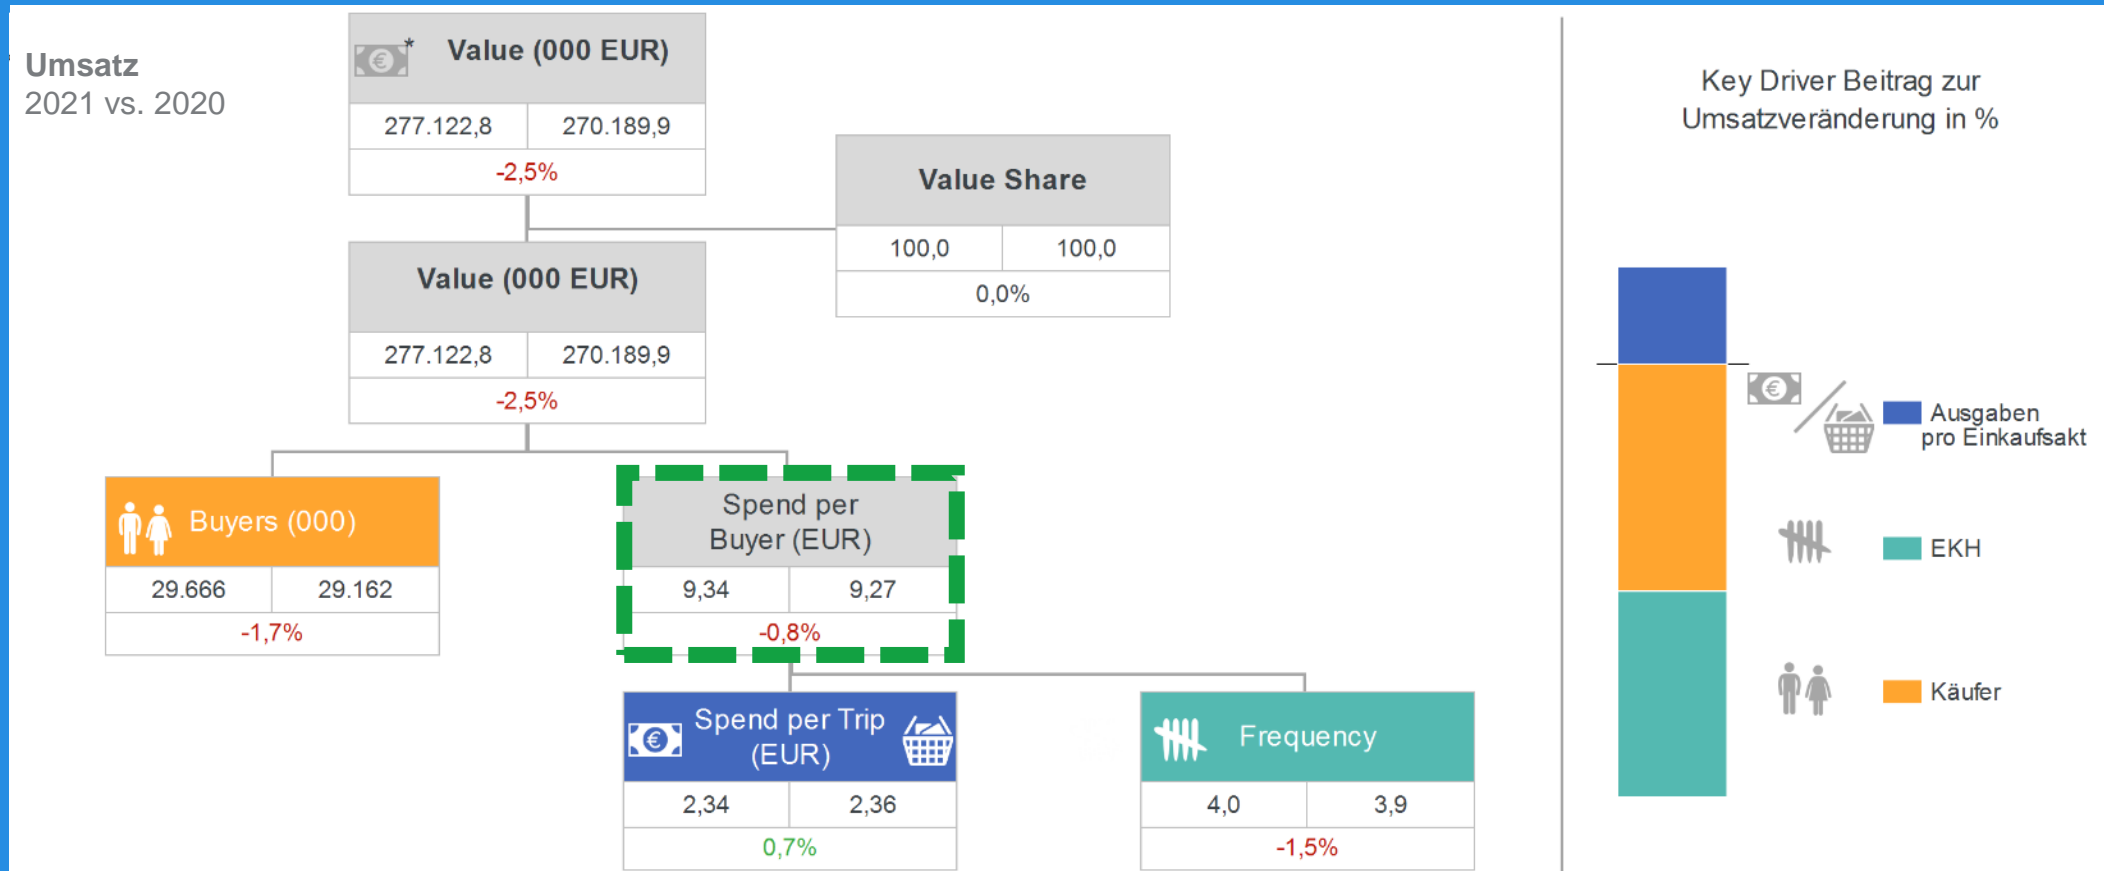 Umsatz
2021 vs. 2020
* Value (000 EUR)
277.122,8 270.189,9
-2,5%
Value Share
100,0 100,0
0,0%
Value (000 EUR)
277.122,8 270.189,9
-2,5%
Buyers (000)
29.666 29.162
-1,7%
Spend per
Buyer (EUR)
9,34 9,27
-0,8%
Spend per Trip
(EUR)
2,34 2,36
0,7%
Frequency
4,0 3,9
-1,5%
Key Driver Beitrag zur
Umsatzveränderung in %
Ausgaben
pro Einkaufsakt
EKH
Käufer